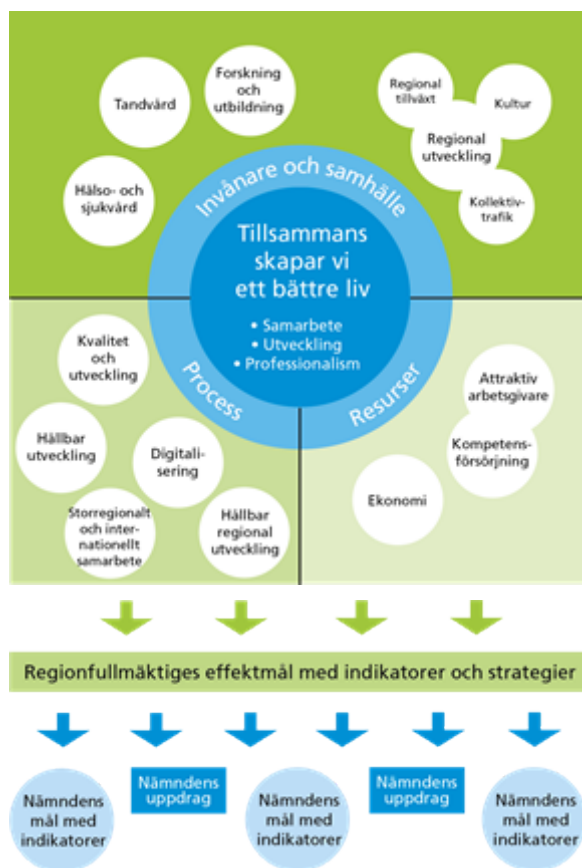 Tandvård
Forskning
och
utbildning
Regional
tillväxt
Kultur
Regional
utveckling
Hälso- och
sjukvård
Kollektiv-
trafik
Invånare och samhälle
Tillsammans
skapar vi
ett bättre liv
• Samarbete
• Utveckling
• Professionalism
Process
Resurser
Kvalitet
och
utveckling
Hållbar
utveckling
Digitali-
sering
Storregionalt
och inter-
nationellt
samarbete
Hållbar
regional
utveckling
Attraktiv
arbetsgivare
Kompetens-
försörjning
Ekonomi
Regionfullmäktiges effektmål med indikatorer och strategier
Nämndens
mål med
indikatorer
Nämndens
uppdrag
Nämndens
mål med
indikatorer
Nämndens
uppdrag
Nämndens
mål med
indikatorer